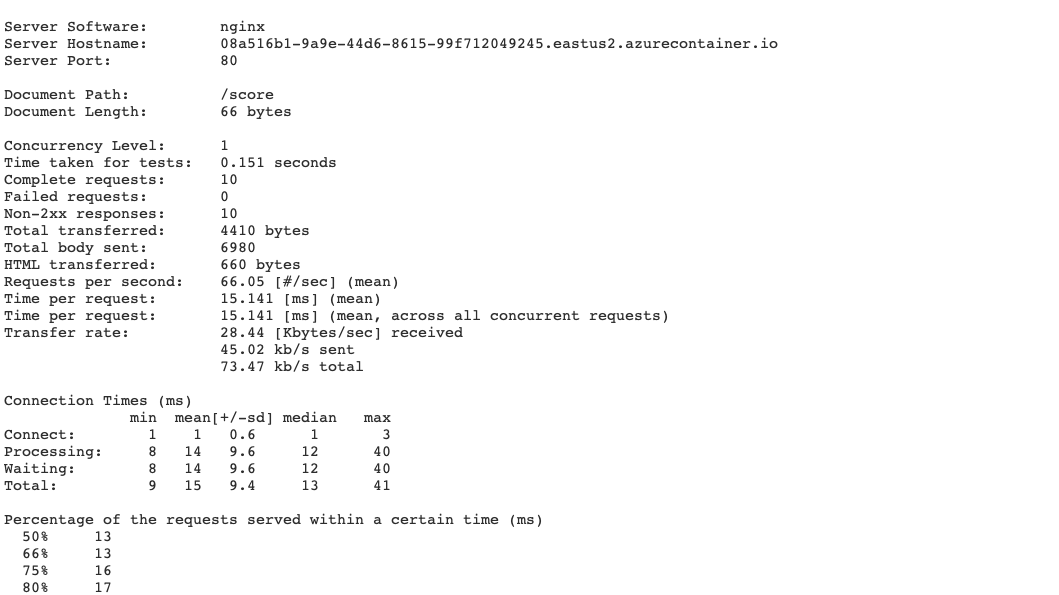 Server Software:        nginx
Server Hostname:        08a516b1-9a9e-44d6-8615-99f712049245.eastus2.azurecontainer.io
Server Port:            80

Document Path:          /score
Document Length:        66 bytes

Concurrency Level:      1
Time taken for tests:   0.151 seconds
Complete requests:      10
Failed requests:        0
Non-2xx responses:      10
Total transferred:      4410 bytes
Total body sent:        6980
HTML transferred:       660 bytes
Requests per second:    66.05 [#/sec] (mean)
Time per request:       15.141 [ms] (mean)
Time per request:       15.141 [ms] (mean, across all concurrent requests)
Transfer rate:          28.44 [Kbytes/sec] received
                        45.02 kb/s sent
                        73.47 kb/s total

Connection Times (ms)
              min  mean[+/-sd] median   max
Connect:        1    1   0.6      1       3
Processing:     8   14   9.6     12      40
Waiting:        8   14   9.6     12      40
Total:          9   15   9.4     13      41

Percentage of the requests served within a certain time (ms)
  50%     13
  66%     13
  75%     16
  80%     17